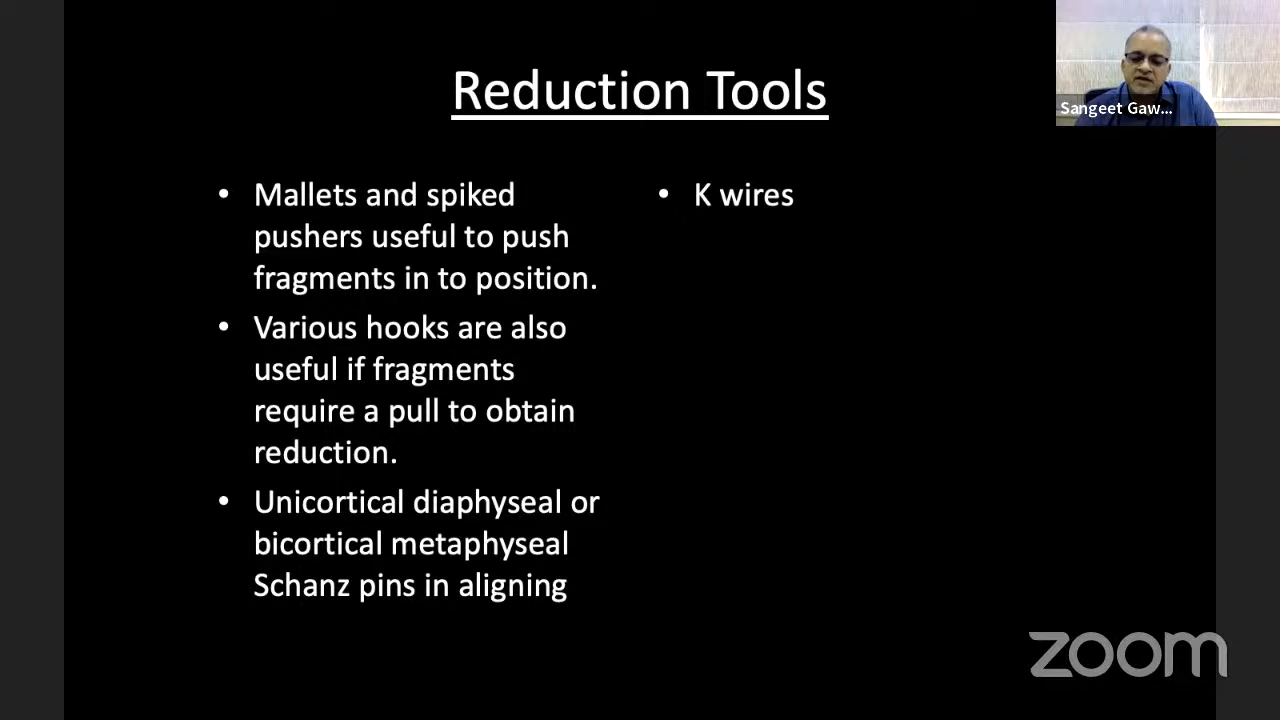 Reduction Tools
Sangeet Gaw...
• Mallets and spiked
pushers useful to push
fragments in to position.
• Various hooks are also
useful if fragments
require a pull to obtain
reduction.
• Unicortical diaphyseal or
bicortical metaphyseal
Schanz pins in aligning
• K wires
zoom